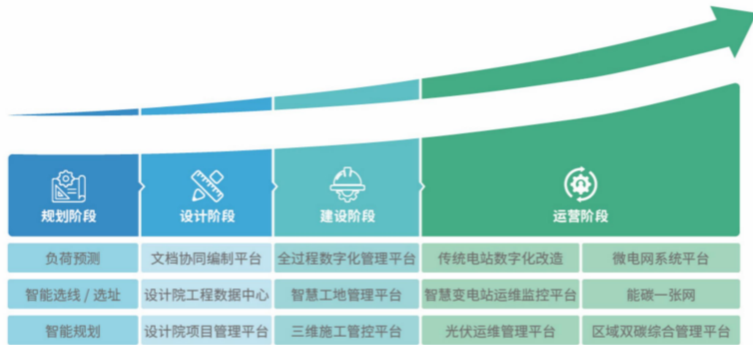 规划阶段
设计阶段
建设阶段
运营阶段
负荷预测
文档协同编制平台
全过程数字化管理平台
传统电站数字化改造
微电网系统平台
智能选线 / 选址
设计院工程数据中心
智慧工地管理平台
智慧变电站运维监控平台
能碳一张网
智能规划
设计院项目管理平台
三维施工管控平台
光伏运维管理平台
区域双碳综合管理平台